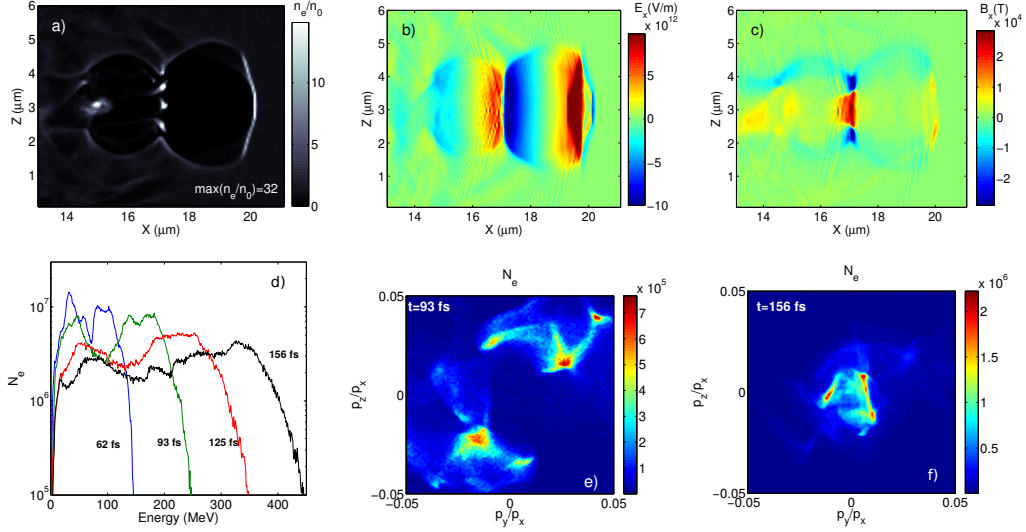 a)
n_e/n_0
6
5
4
3
2
1
Z (μm)
14
16
18
20
X (μm)
max(n_e/n_0)=32
10
5
0
b)
E_x(V/m)
x 10^12
6
5
4
3
2
1
Z (μm)
14
16
18
20
X (μm)
5
0
−5
−10
c)
B_x(T)
x 10^4
6
5
4
3
2
1
0
Z (μm)
14
16
18
20
X (μm)
2
1
0
−1
−2
d)
10^7
10^6
10^5
N_e
0
100
200
300
400
Energy (MeV)
62 fs
93 fs
125 fs
156 fs
N_e
t=93 fs
x 10^5
0.05
0
−0.05
p_z/p_x
0
0.05
p_y/p_x
e)
7
6
5
4
3
2
1
N_e
t=156 fs
x 10^6
0.05
0
−0.05
p_z/p_x
−0.05
0
0.05
p_y/p_x
f)
2
1.5
1
0.5
0